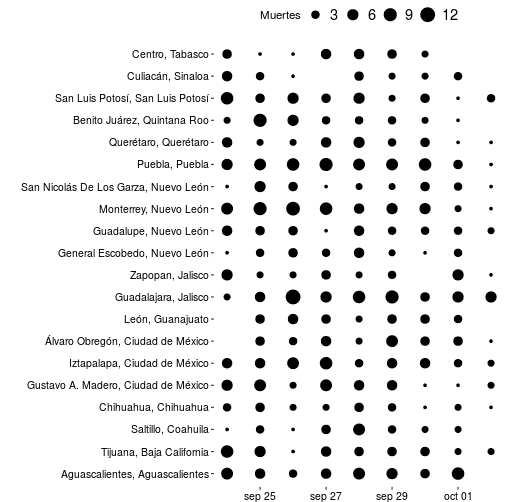 Muertes 3 6 9 12
Centro, Tabasco
Culiacán, Sinaloa
San Luis Potosí, San Luis Potosí
Benito Juárez, Quintana Roo
Querétaro, Querétaro
Puebla, Puebla
San Nicolás De Los Garza, Nuevo León
Monterrey, Nuevo León
Guadalupe, Nuevo León
General Escobedo, Nuevo León
Zapopan, Jalisco
Guadalajara, Jalisco
León, Guanajuato
Álvaro Obregón, Ciudad de México
Iztapalapa, Ciudad de México
Gustavo A. Madero, Ciudad de México
Chihuahua, Chihuahua
Saltillo, Coahuila
Tijuana, Baja California
Aguascalientes, Aguascalientes
sep 25 sep 27 sep 29 oct 01